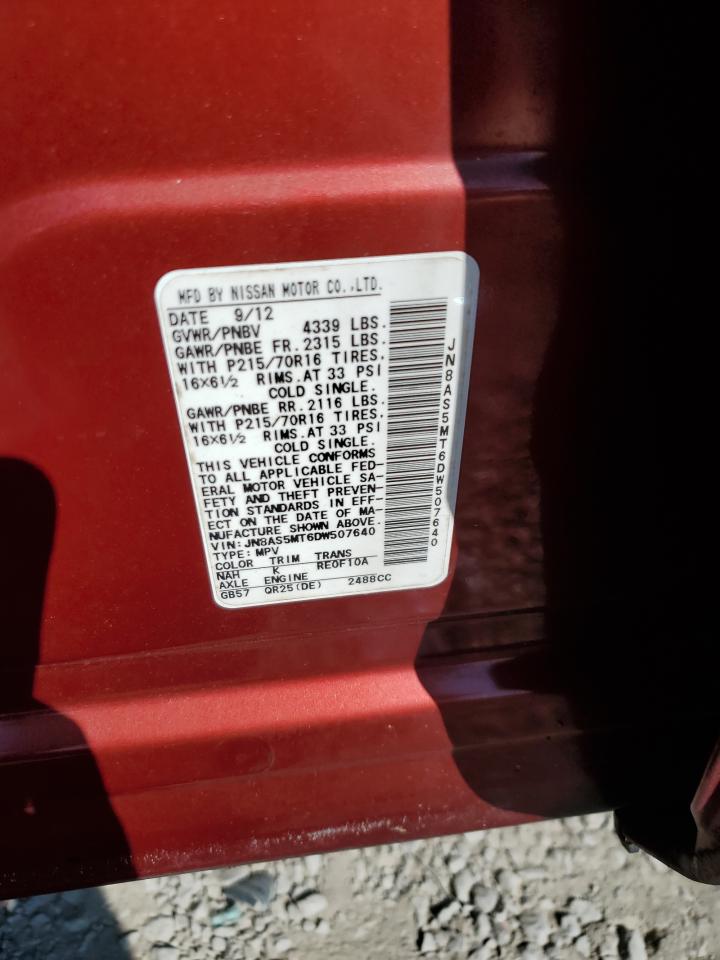 MFD BY NISSAN MOTOR CO.,LTD.
DATE 9/12
GVWR/PNBV 4339 LBS.
GAWR/PNBE FR. 2315 LBS.
WITH P215/70R16 TIRES.
16X6½ RIMS.AT 33 PSI
COLD SINGLE.
GAWR/PNBE RR. 2116 LBS.
WITH P215/70R16 TIRES.
16X6½ RIMS.AT 33 PSI
COLD SINGLE.
THIS VEHICLE CONFORMS
TO ALL APPLICABLE FED-
ERAL MOTOR VEHICLE SA-
FETY AND THEFT PREVEN-
TION STANDARDS IN EFF-
ECT ON THE DATE OF MA-
NUFACTURE SHOWN ABOVE.
VIN:JN8AS5MT6DW507640
TYPE:MPV
COLOR TRIM TRANS
NAH K RE0F10A
AXLE ENGINE
GB57 QR25(DE) 2488CC
JN8AS5MT6DW507640